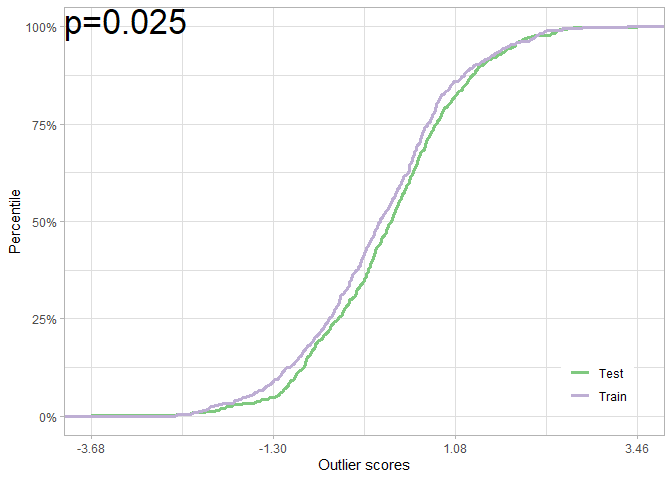 p=0.025
100%
75%
50%
25%
0%
Percentile
-3.68
-1.30
1.08
3.46
Outlier scores
Test
Train